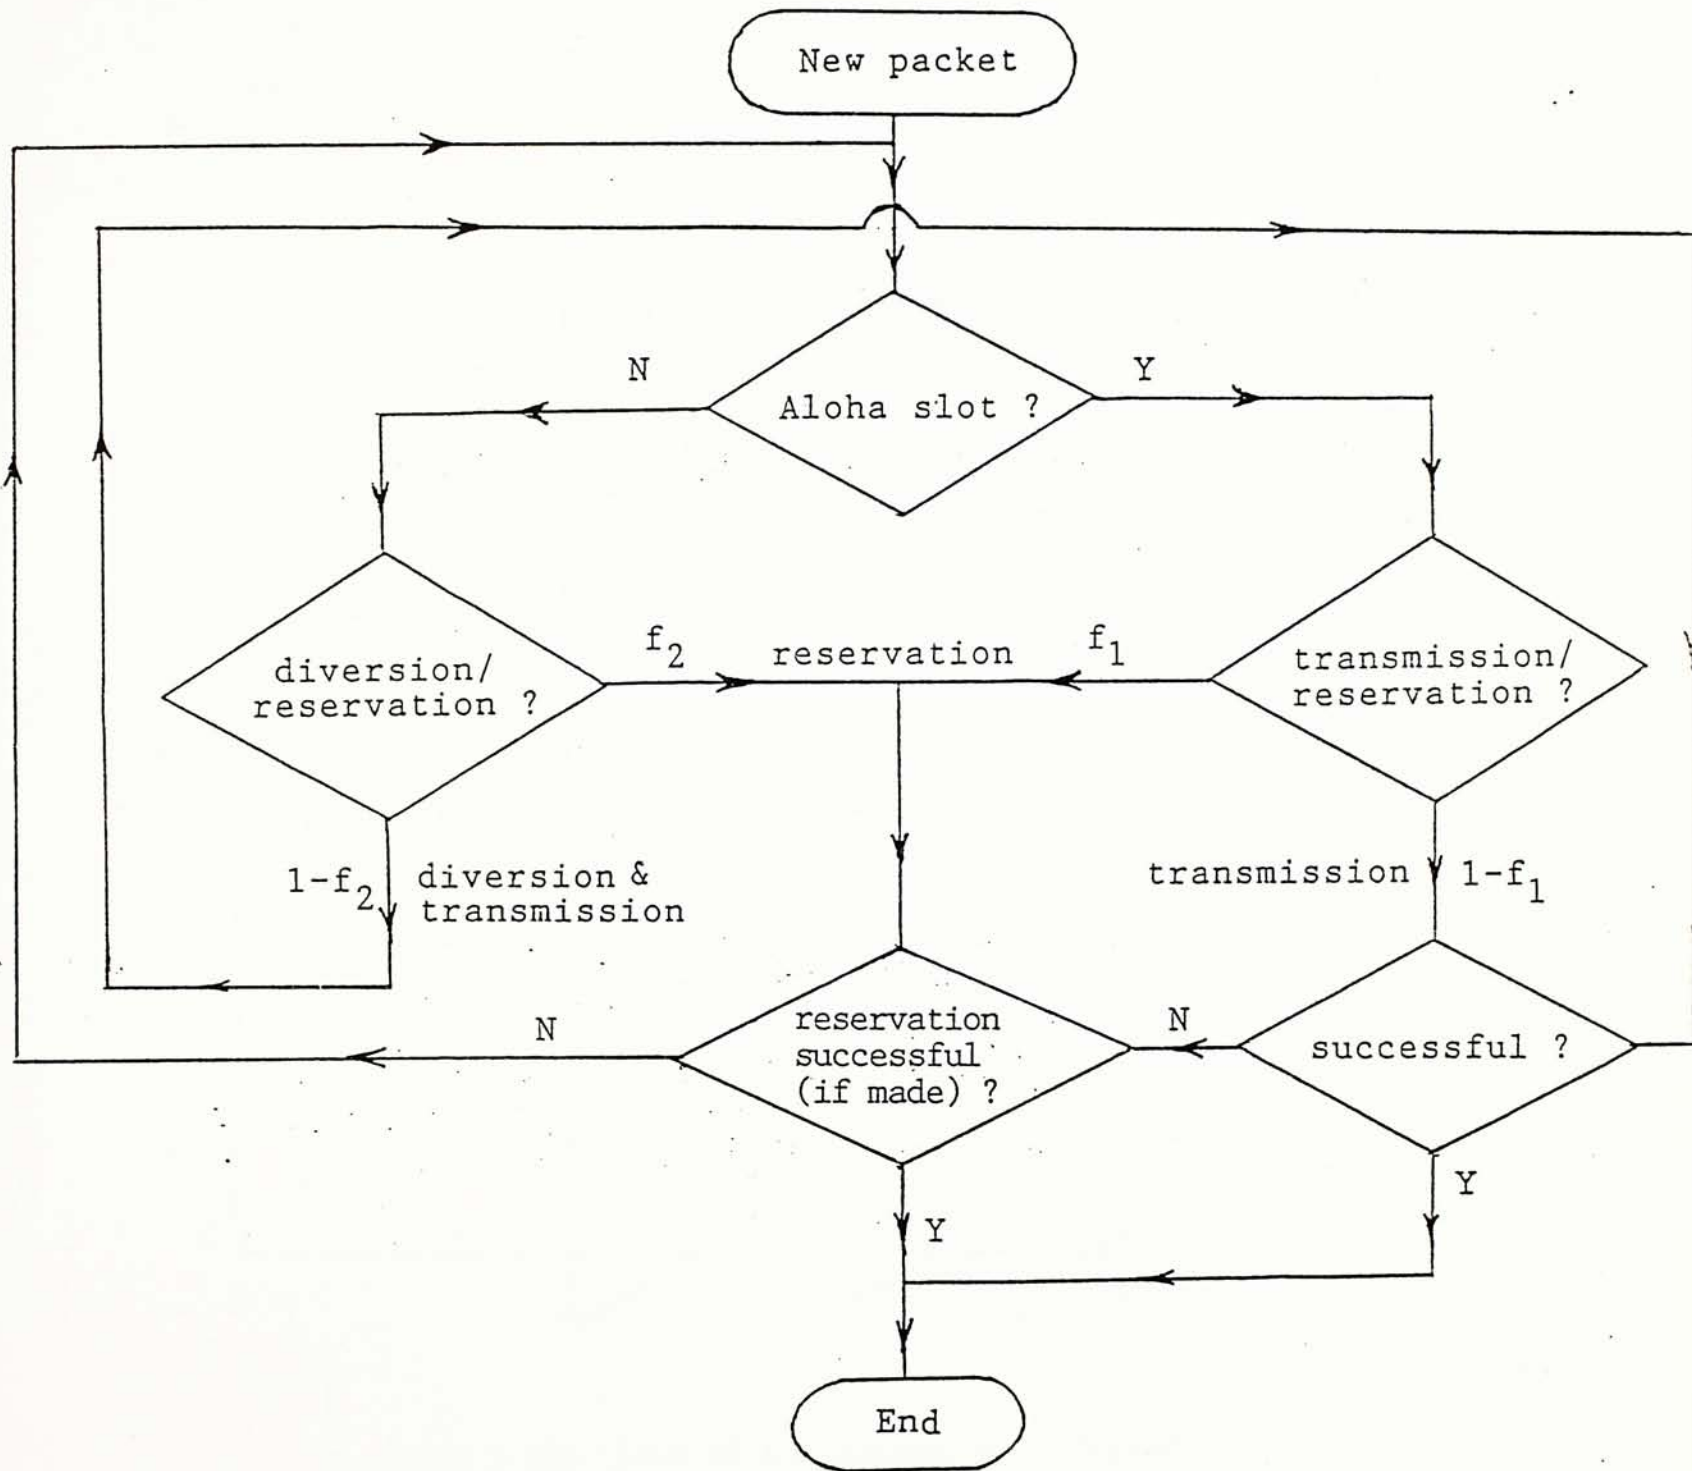 New packet
N
Y
Aloha slot ?
f2
reservation
f1
diversion/
reservation ?
transmission/
reservation ?
1-f2
diversion &
transmission
transmission
1-f1
N
reservation
successful
(if made) ?
N
successful ?
Y
Y
End